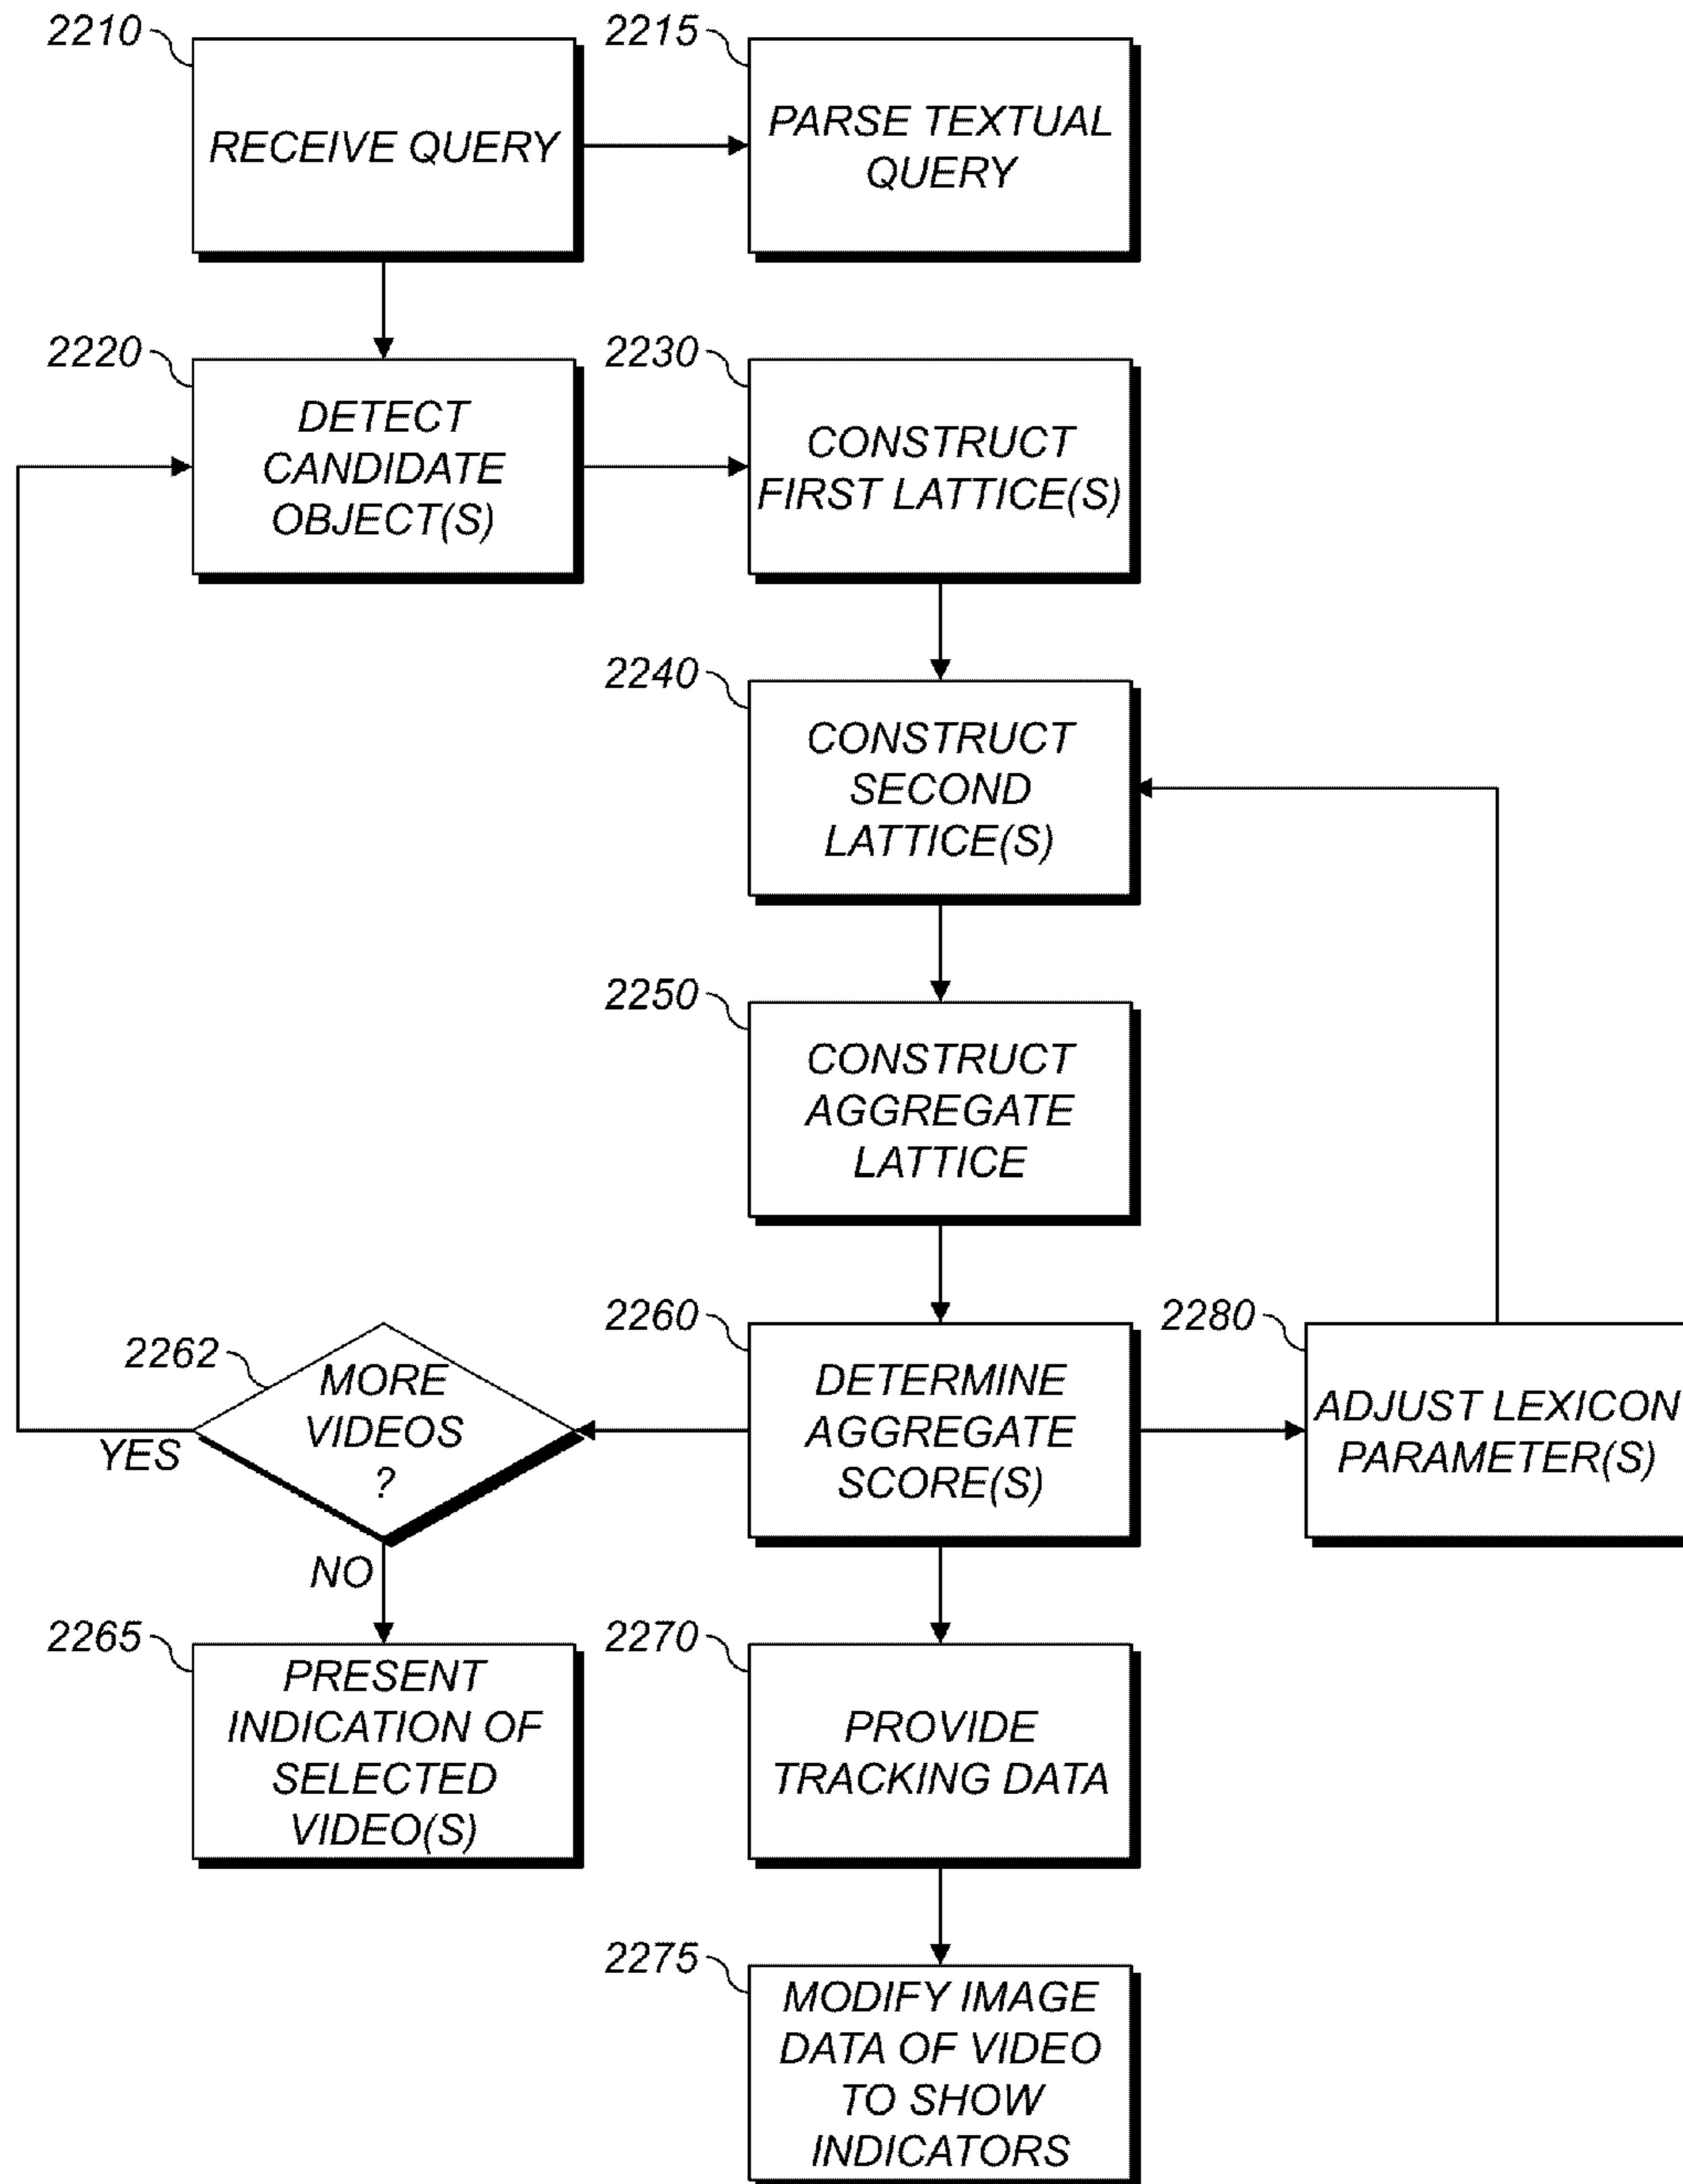 2210
RECEIVE QUERY
2215
PARSE TEXTUAL
QUERY
2220
DETECT
CANDIDATE
OBJECT(S)
2230
CONSTRUCT
FIRST LATTICE(S)
2240
CONSTRUCT
SECOND
LATTICE(S)
2250
CONSTRUCT
AGGREGATE
LATTICE
2262
MORE
VIDEOS
?
YES
NO
2260
DETERMINE
AGGREGATE
SCORE(S)
2280
ADJUST LEXICON
PARAMETER(S)
2265
PRESENT
INDICATION OF
SELECTED
VIDEO(S)
2270
PROVIDE
TRACKING DATA
2275
MODIFY IMAGE
DATA OF VIDEO
TO SHOW
INDICATORS